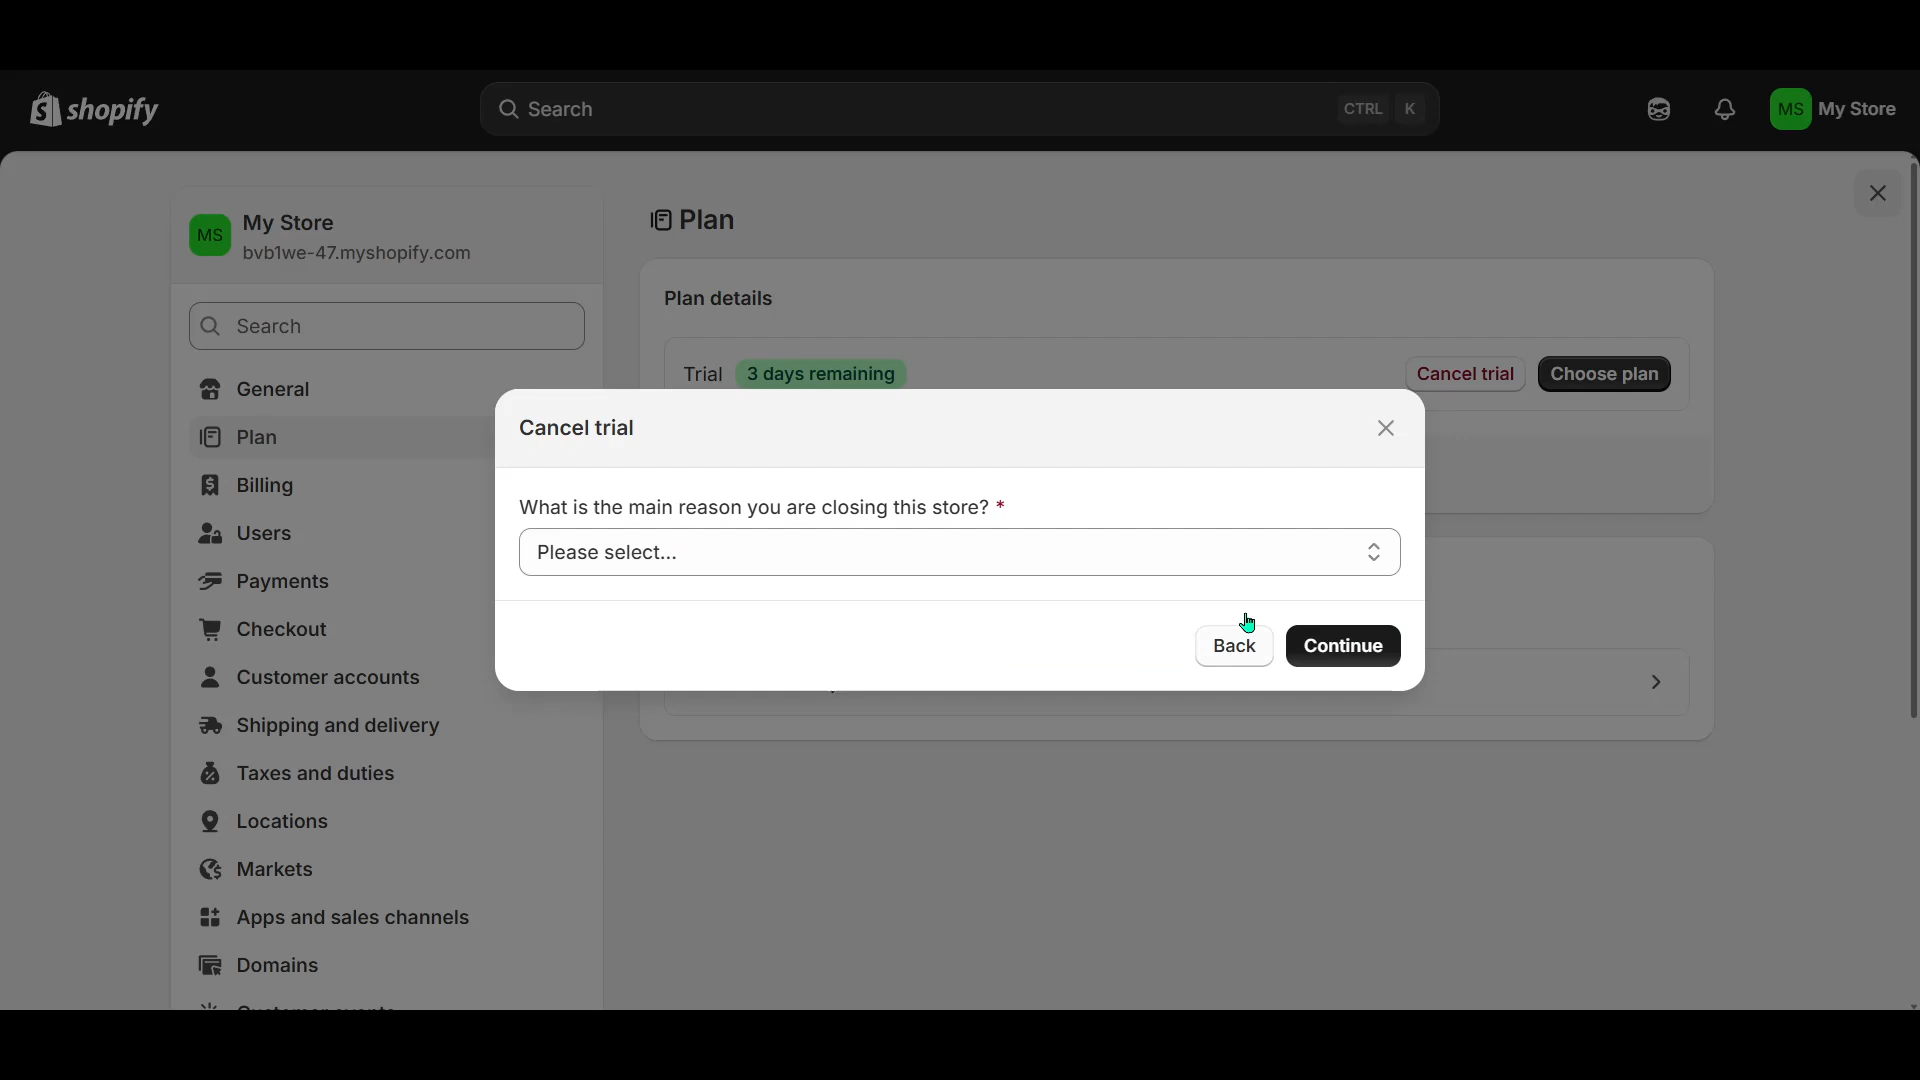 shopify
Search
CTRL K
MS
My Store
MS
My Store
bvb1we-47.myshopify.com
Search
General
Plan
Billing
Users
Payments
Checkout
Customer accounts
Shipping and delivery
Taxes and duties
Locations
Markets
Apps and sales channels
Domains
Plan
Plan details
Trial
3 days remaining
Cancel trial
Choose plan
Cancel trial
What is the main reason you are closing this store? *
Please select...
Back
Continue